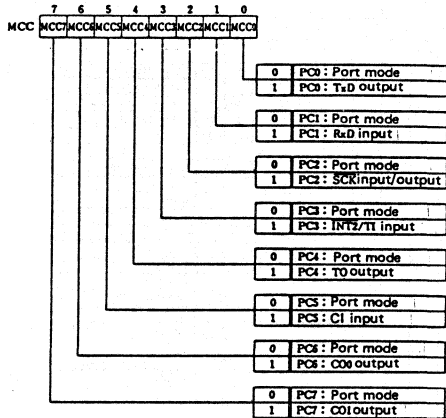 7 6 5 4 3 2 1 0
MCC MCC7 MCC6 MCC5 MCC4 MCC3 MCC2 MCC1 MCC0
0 PC0 : Port mode
1 PC0 : TxD output
0 PC1 : Port mode
1 PC1 : RxD input
0 PC2 : Port mode
1 PC2 : SCK input/output
0 PC3 : Port mode
1 PC3 : INT2/TI input
0 PC4 : Port mode
1 PC4 : TO output
0 PC5 : Port mode
1 PC5 : CI input
0 PC6 : Port mode
1 PC6 : CO0 output
0 PC7 : Port mode
1 PC7 : CO1 output